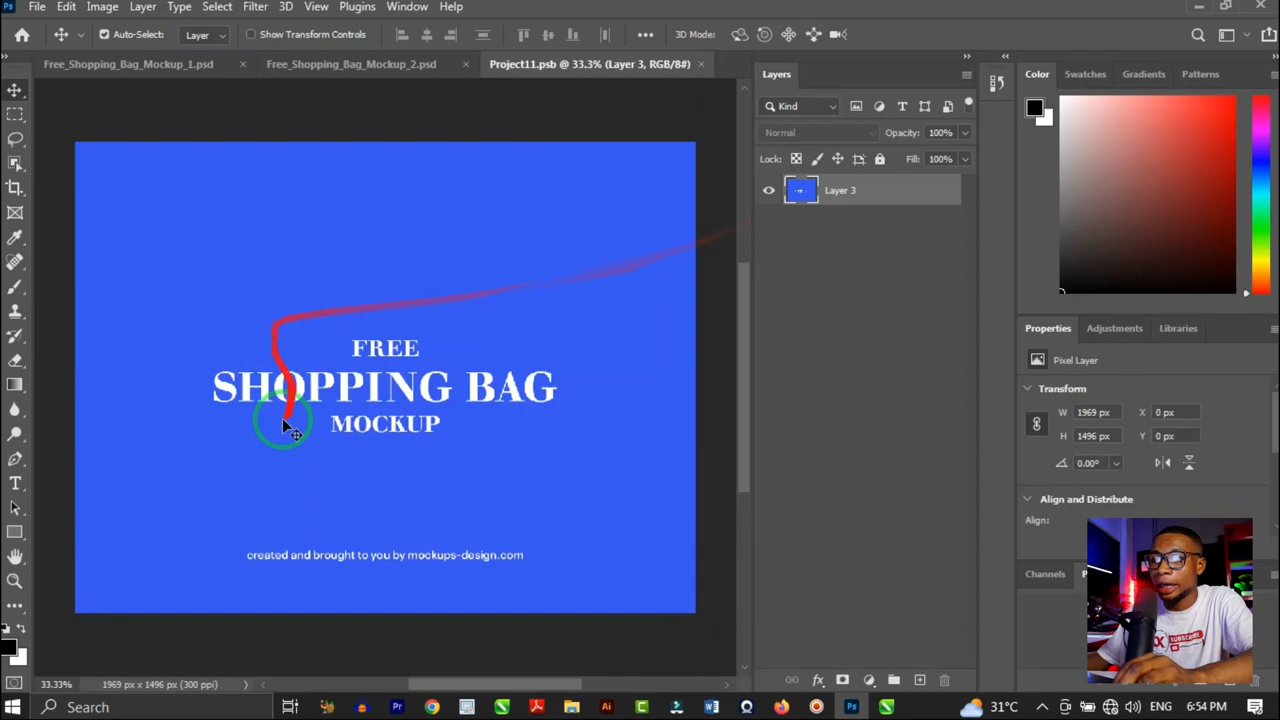 File Edit Image Layer Type Select Filter 3D View Plugins Window Help
Auto-Select: Layer Show Transform Controls 3D Mode:
Free_Shopping_Bag_Mockup_1.psd Free_Shopping_Bag_Mockup_2.psd Project11.psb @ 33.3% (Layer 3, RGB/8#)
Layers
Kind
Normal Opacity: 100%
Lock: Fill: 100%
Layer 3
Color Swatches Gradients Patterns
Properties Adjustments Libraries
Pixel Layer
Transform
W 1969 px X 0 px
H 1496 px Y 0 px
0.00°
Align and Distribute
Align:
Channels
FREE
SHOPPING BAG
MOCKUP
created and brought to you by mockups-design.com
SUBSCRIBE
33.33% 1969 px x 1496 px (300 ppi)
Search 31°C 6:54 PM